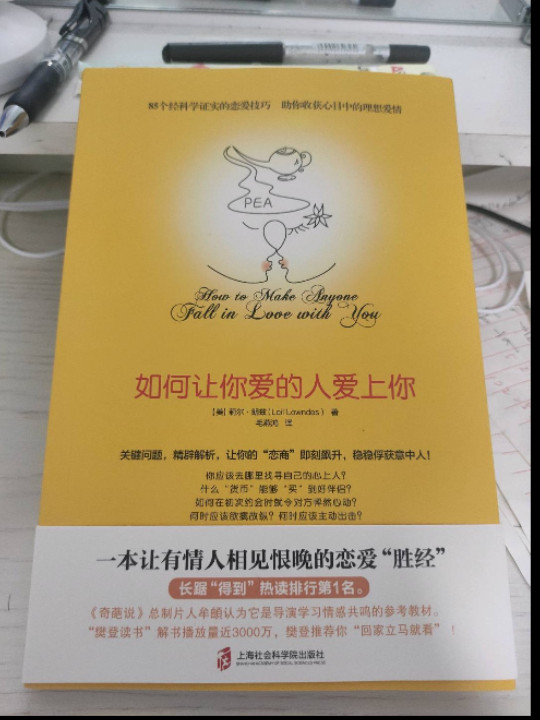 85个经科学证实的恋爱技巧 助你收获心目中的理想爱情
PEA
How to Make Anyone
Fall in Love with You
如何让你爱的人爱上你
[美] 莉尔·朗兹 (Leil Lowndes) 著
译
关键问题，精辟解析，让你的“恋商”即刻飙升，稳稳俘获意中人！
你应该去哪里找寻自己的心上人？
什么“货币”能够“买”到好伴侣？
如何在初次约会时就令对方怦然心动？
何时应该欲擒故纵？何时应该主动出击？
一本让有情人相见恨晚的恋爱“胜经”
长踞“得到”热读排行第1名。
《奇葩说》总制片人牟頔认为它是导演学习情感共鸣的参考教材。
“樊登读书”解书播放量近3000万，樊登推荐你“回家立马就看”！
上海社会科学院出版社